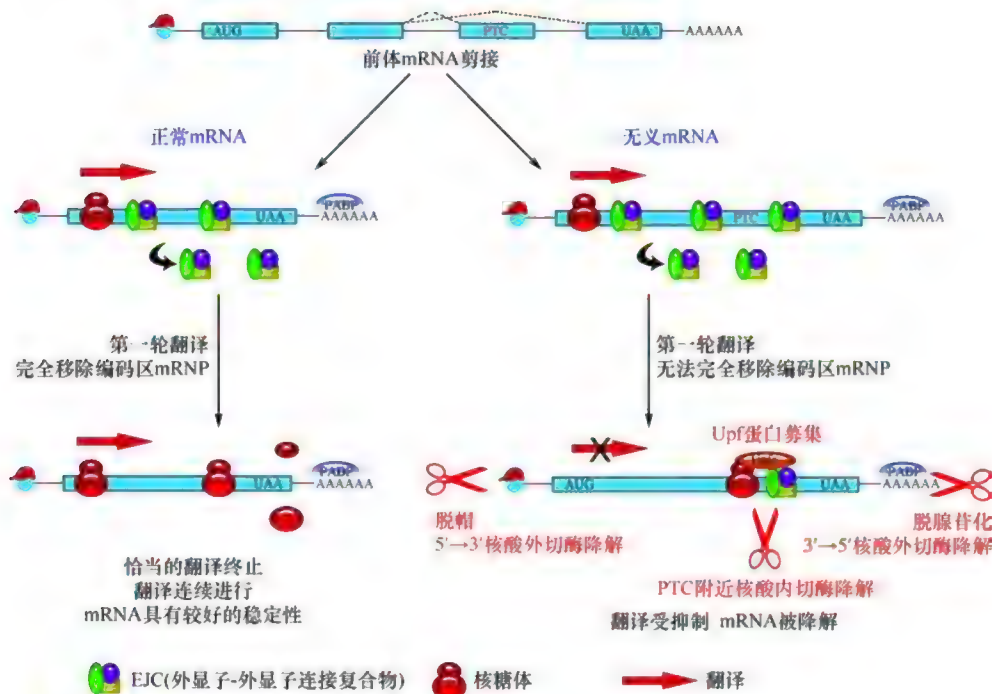 AUG PTC UAA AAAAAA
前体mRNA剪接
正常mRNA 无义mRNA
PABP PABP
UAA AAAAAA PTC UAA AAAAAA
第一轮翻译
完全移除编码区mRNP
第一轮翻译
无法完全移除编码区mRNP
Upf蛋白募集
PABP PABP
UAA AAAAAA AUG UAA AAAAAA
脱帽
5′→3′核酸外切酶降解
脱腺苷化
3′→5′核酸外切酶降解
恰当的翻译终止
翻译连续进行
mRNA具有较好的稳定性
PTC附近核酸内切酶降解
翻译受抑制 mRNA被降解
EJC(外显子-外显子连接复合物) 核糖体 翻译